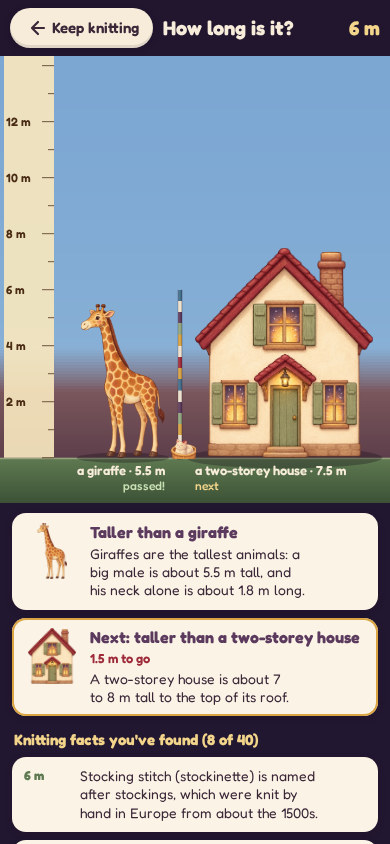 Keep knitting
How long is it?
6 m
12 m
10 m
8 m
6 m
4 m
2 m
a giraffe · 5.5 m
passed!
a two-storey house · 7.5 m
next
Taller than a giraffe
Giraffes are the tallest animals: a
big male is about 5.5 m tall, and
his neck alone is about 1.8 m long.
Next: taller than a two-storey house
1.5 m to go
A two-storey house is about 7
to 8 m tall to the top of its roof.
Knitting facts you've found (8 of 40)
6 m
Stocking stitch (stockinette) is named
after stockings, which were knit by
hand in Europe from about the 1500s.